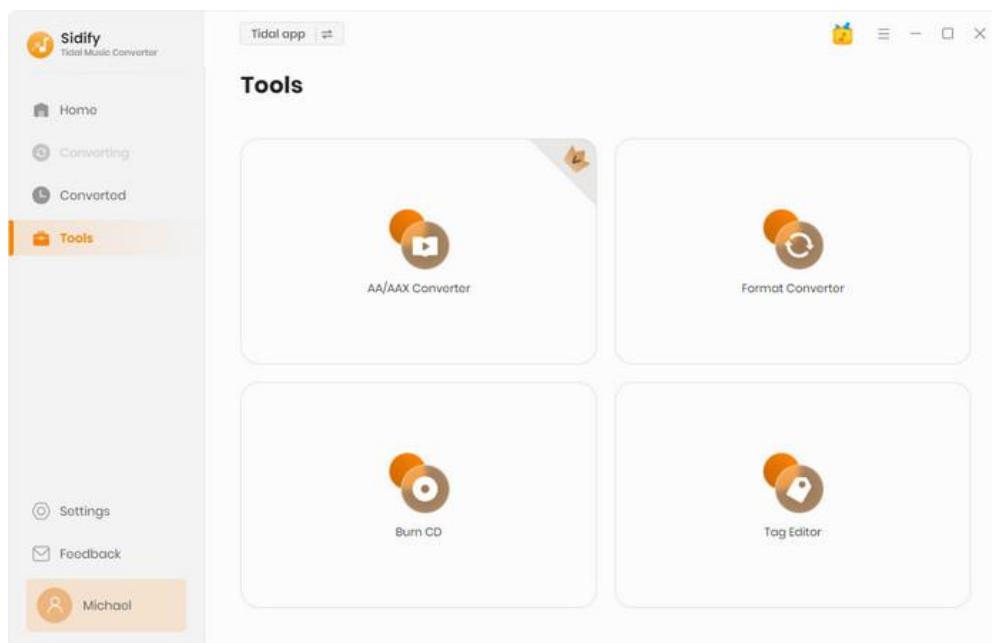 Sidify
Tidal Music Converter
Tidal app
Tools
Home
Converting
Converted
Tools
AA/AAX Converter
Format Converter
Burn CD
Tag Editor
Settings
Feedback
Michael